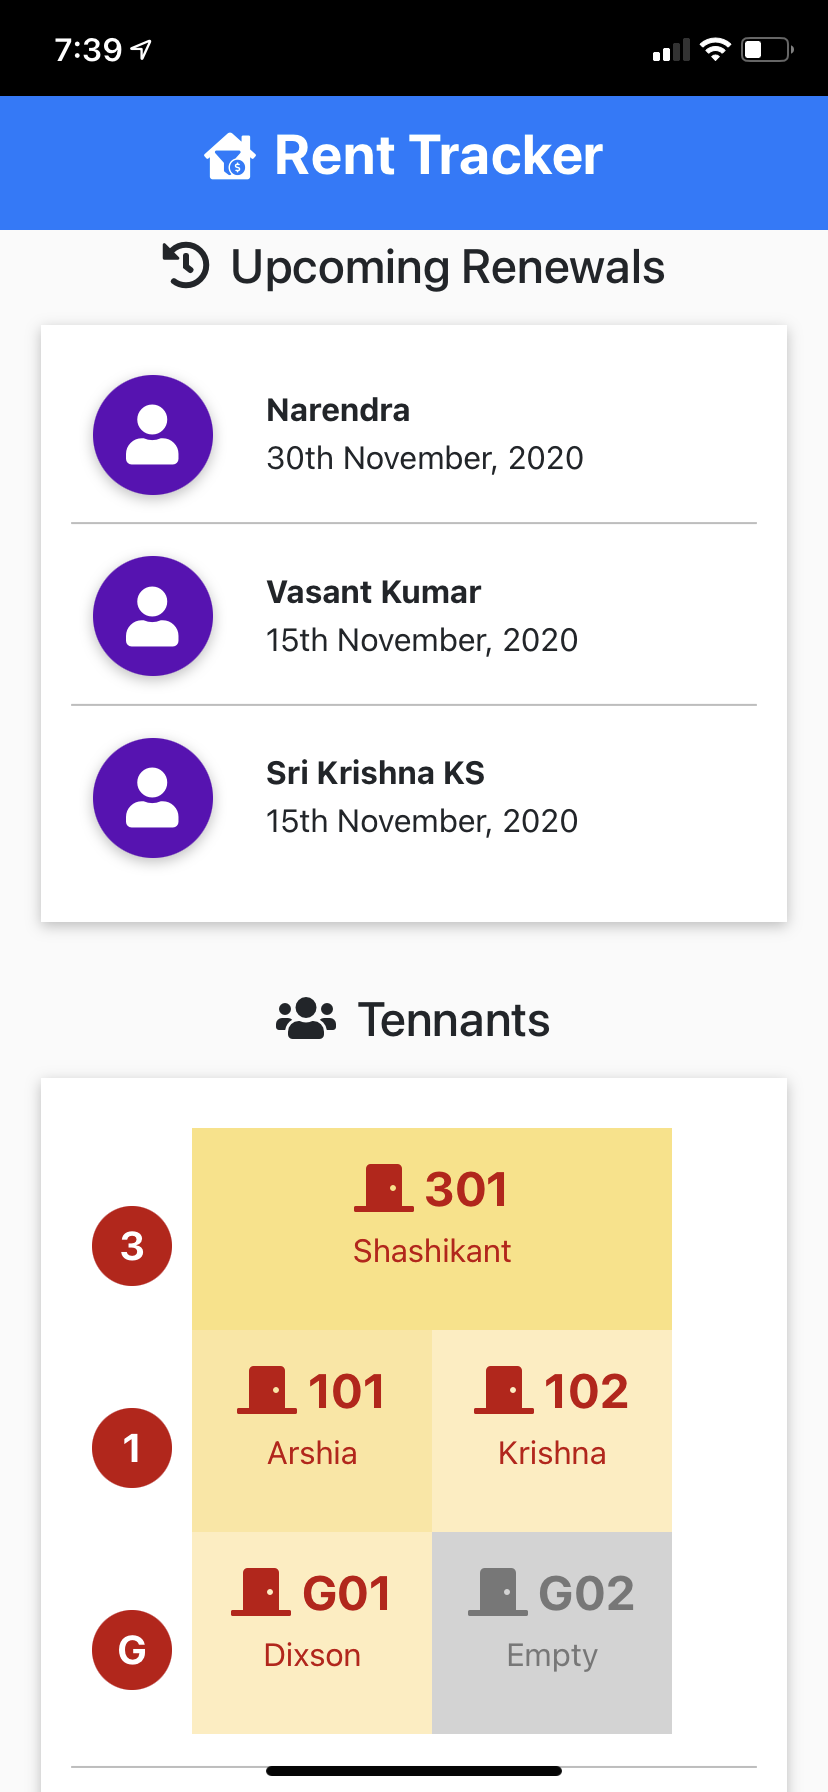 7:39
Rent Tracker
Upcoming Renewals
Narendra
30th November, 2020
Vasant Kumar
15th November, 2020
Sri Krishna KS
15th November, 2020
Tennants
301
Shashikant
3
101
102
Arshia
Krishna
1
G01
G02
Dixson
Empty
G